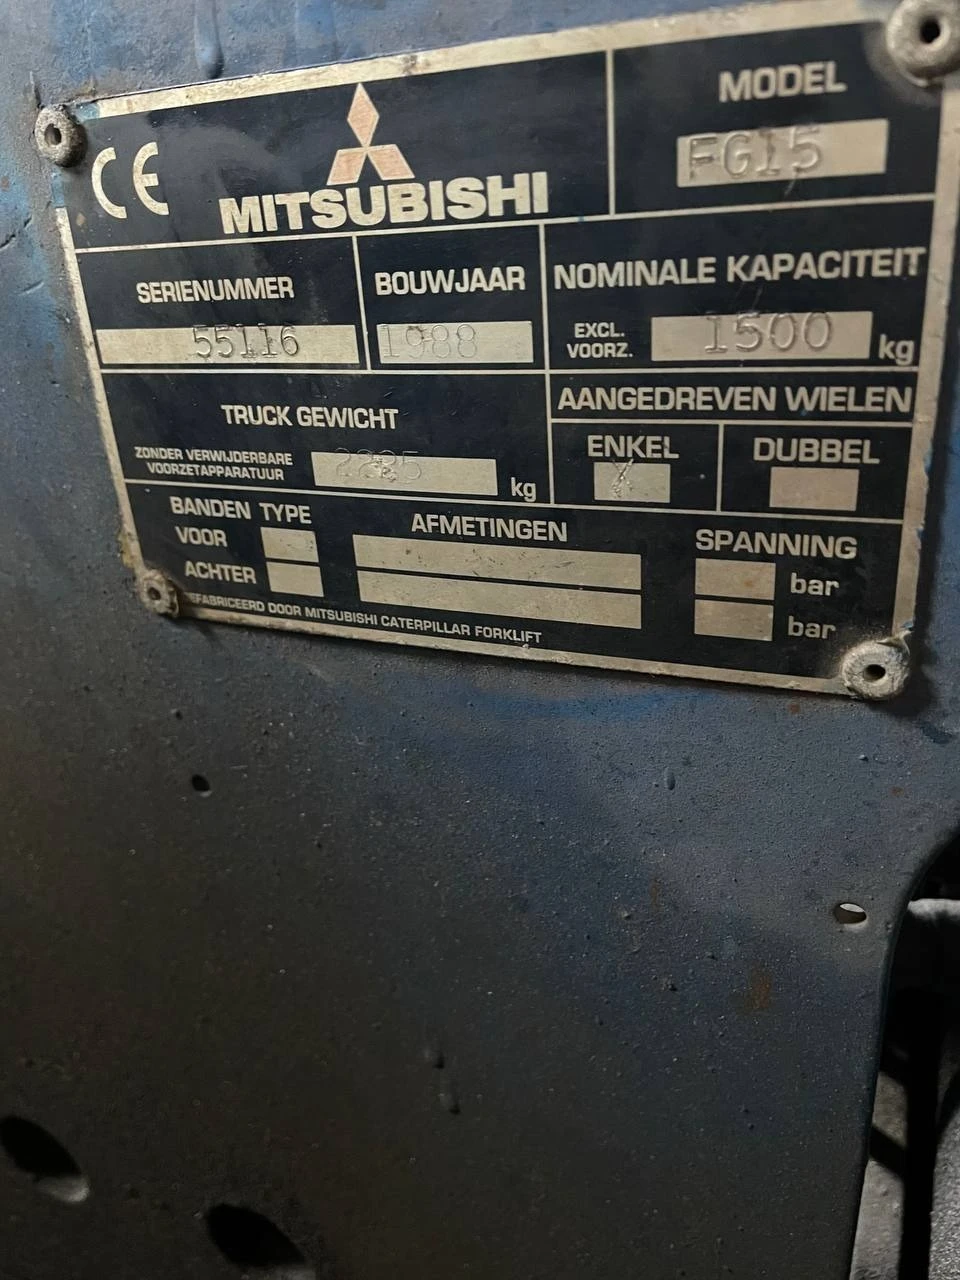 CE
MITSUBISHI
MODEL
FG15
SERIENUMMER
55116
BOUWJAAR
1988
NOMINALE KAPACITEIT
EXCL. VOORZ.
1500 kg
TRUCK GEWICHT
ZONDER VERWIJDERBARE
VOORZETAPPARATUUR
kg
AANGEDREVEN WIELEN
ENKEL
X
DUBBEL
BANDEN TYPE
VOOR
ACHTER
AFMETINGEN
SPANNING
bar
bar
DOOR MITSUBISHI CATERPILLAR FORKLIFT